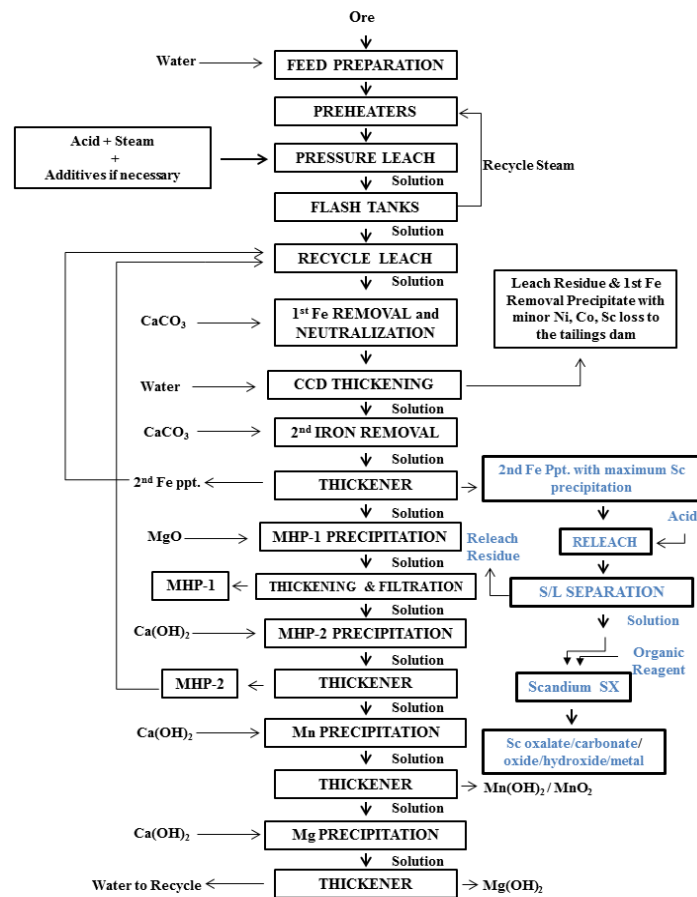 Ore
Water
FEED PREPARATION
PREHEATERS
Acid + Steam
+
Additives if necessary
PRESSURE LEACH
Recycle Steam
Solution
FLASH TANKS
Solution
RECYCLE LEACH
Solution
Leach Residue & 1st Fe
Removal Precipitate with
minor Ni, Co, Sc loss to
the tailings dam
CaCO3
1st Fe REMOVAL and
NEUTRALIZATION
Water
CCD THICKENING
Solution
CaCO3
2nd IRON REMOVAL
Solution
2nd Fe ppt.
THICKENER
2nd Fe Ppt. with maximum Sc
precipitation
Solution
MgO
MHP-1 PRECIPITATION
Releach
Residue
RELEACH
Acid
Solution
MHP-1
THICKENING & FILTRATION
S/L SEPARATION
Solution
Solution
Ca(OH)2
MHP-2 PRECIPITATION
Organic
Reagent
Solution
MHP-2
THICKENER
Scandium SX
Solution
Ca(OH)2
Mn PRECIPITATION
Sc oxalate/carbonate/
oxide/hydroxide/metal
Solution
THICKENER
Mn(OH)2 / MnO2
Solution
Ca(OH)2
Mg PRECIPITATION
Solution
Water to Recycle
THICKENER
Mg(OH)2